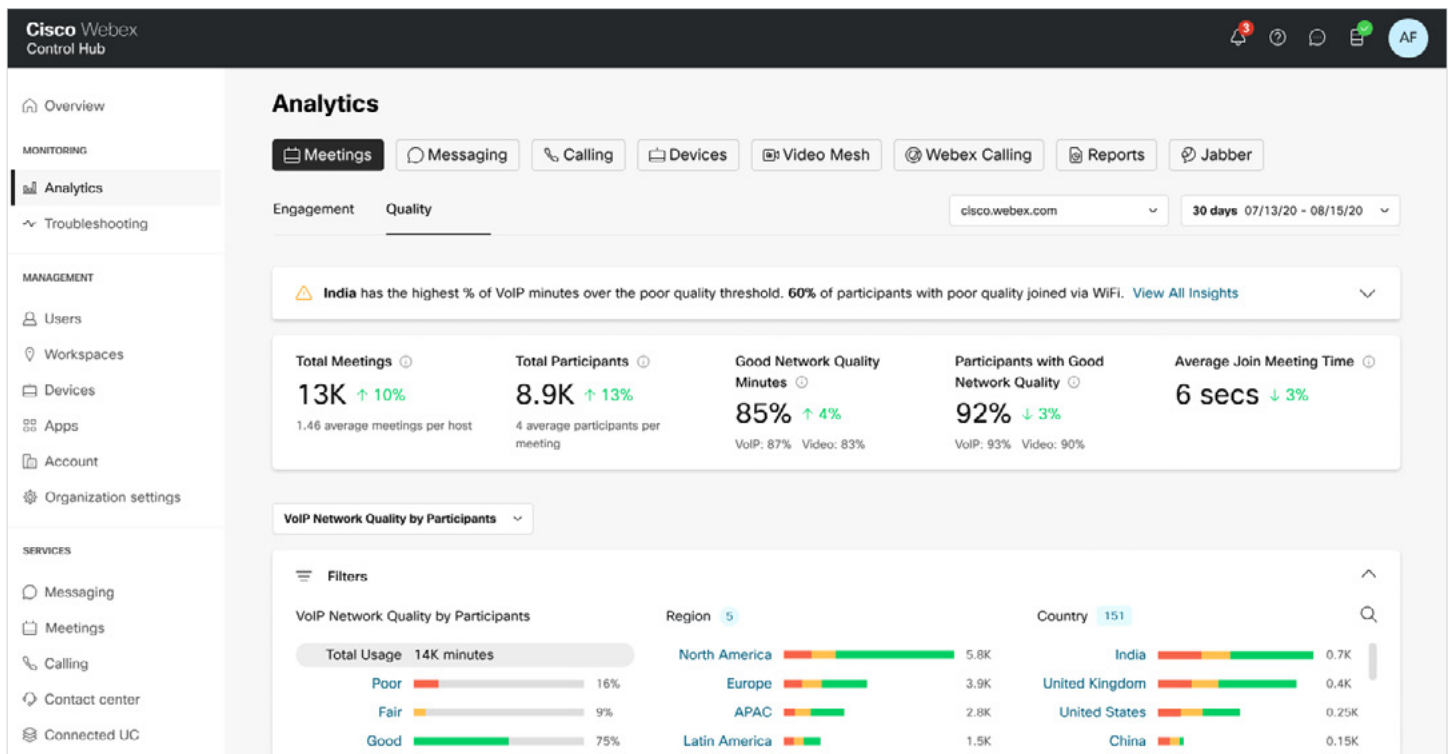 Cisco Webex
Control Hub
3
AF
Overview
MONITORING
Analytics
Troubleshooting
MANAGEMENT
Users
Workspaces
Devices
Apps
Account
Organization settings
SERVICES
Messaging
Meetings
Calling
Contact center
Connected UC
Analytics
Meetings Messaging Calling Devices Video Mesh Webex Calling Reports Jabber
Engagement Quality
cisco.webex.com 30 days 07/13/20 - 08/15/20
India has the highest % of VoIP minutes over the poor quality threshold. 60% of participants with poor quality joined via WiFi. View All Insights
Total Meetings
13K ↑ 10%
1.46 average meetings per host
Total Participants
8.9K ↑ 13%
4 average participants per
meeting
Good Network Quality
Minutes
85% ↑ 4%
VoIP: 87% Video: 83%
Participants with Good
Network Quality
92% ↓ 3%
VoIP: 93% Video: 90%
Average Join Meeting Time
6 secs ↓ 3%
VoIP Network Quality by Participants
Filters
VoIP Network Quality by Participants
Total Usage 14K minutes
Poor 16%
Fair 9%
Good 75%
Region 5
North America 5.8K
Europe 3.9K
APAC 2.8K
Latin America 1.5K
Country 151
India 0.7K
United Kingdom 0.4K
United States 0.25K
China 0.15K